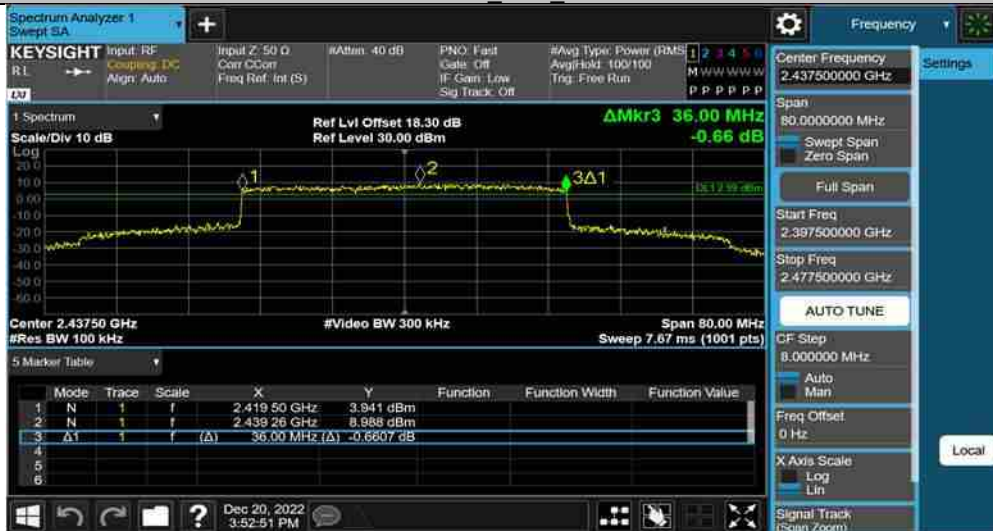 Spectrum Analyzer 1
Swept SA
Frequency
KEYSIGHT
Input: RF
Coupling: DC
Align: Auto
Input Z: 50 Ω
Corr CCorr
Freq Ref: Int (S)
#Atten: 40 dB
PNO: Fast
Gate: Off
IF Gain: Low
Sig Track: Off
#Avg Type: Power (RMS
Avg|Hold: 100/100
Trig: Free Run
1 2 3 4 5 6
M W W W W W
P P P P P P
RL
LXI
Center Frequency
2.437500000 GHz
Settings
Span
80.0000000 MHz
Swept Span
Zero Span
Full Span
Start Freq
2.397500000 GHz
Stop Freq
2.477500000 GHz
AUTO TUNE
CF Step
8.000000 MHz
Auto
Man
Freq Offset
0 Hz
X Axis Scale
Log
Lin
Local
Signal Track
(Span Zoom)
1 Spectrum
Scale/Div 10 dB
Ref Lvl Offset 18.30 dB
Ref Level 30.00 dBm
ΔMkr3 36.00 MHz
-0.66 dB
Log
20.0
10.0
0.00
-10.0
-20.0
-30.0
-40.0
-50.0
-60.0
1
2
3Δ1
DL1 2.99 dBm
Center 2.43750 GHz
#Video BW 300 kHz
Span 80.00 MHz
#Res BW 100 kHz
Sweep 7.67 ms (1001 pts)
5 Marker Table
Mode Trace Scale X Y Function Function Width Function Value
1 N 1 f 2.419 50 GHz 3.941 dBm
2 N 1 f 2.439 26 GHz 8.988 dBm
3 Δ1 1 f (Δ) 36.00 MHz (Δ) -0.6607 dB
4
5
6
Dec 20, 2022
3:52:51 PM